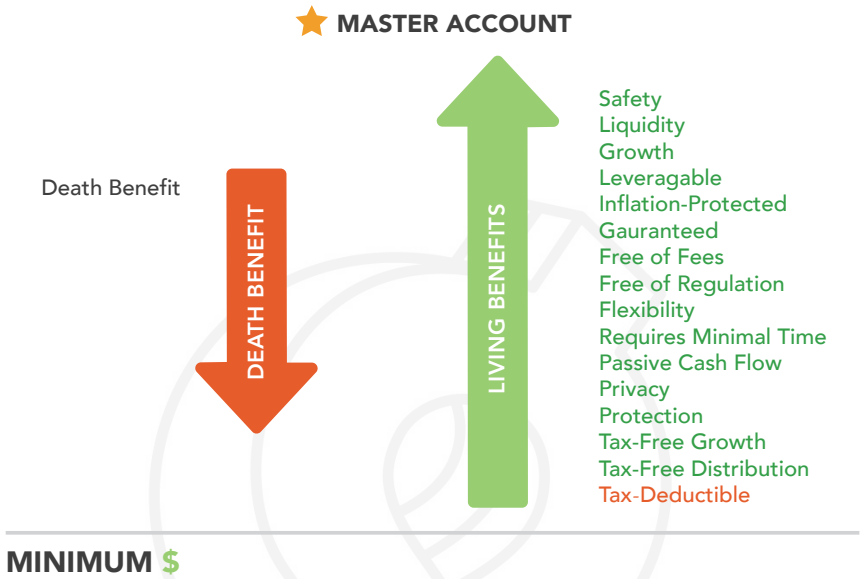 MASTER ACCOUNT
Death Benefit
DEATH BENEFIT
LIVING BENEFITS
Safety
Liquidity
Growth
Leveragable
Inflation-Protected
Gauranteed
Free of Fees
Free of Regulation
Flexibility
Requires Minimal Time
Passive Cash Flow
Privacy
Protection
Tax-Free Growth
Tax-Free Distribution
Tax-Deductible
MINIMUM $